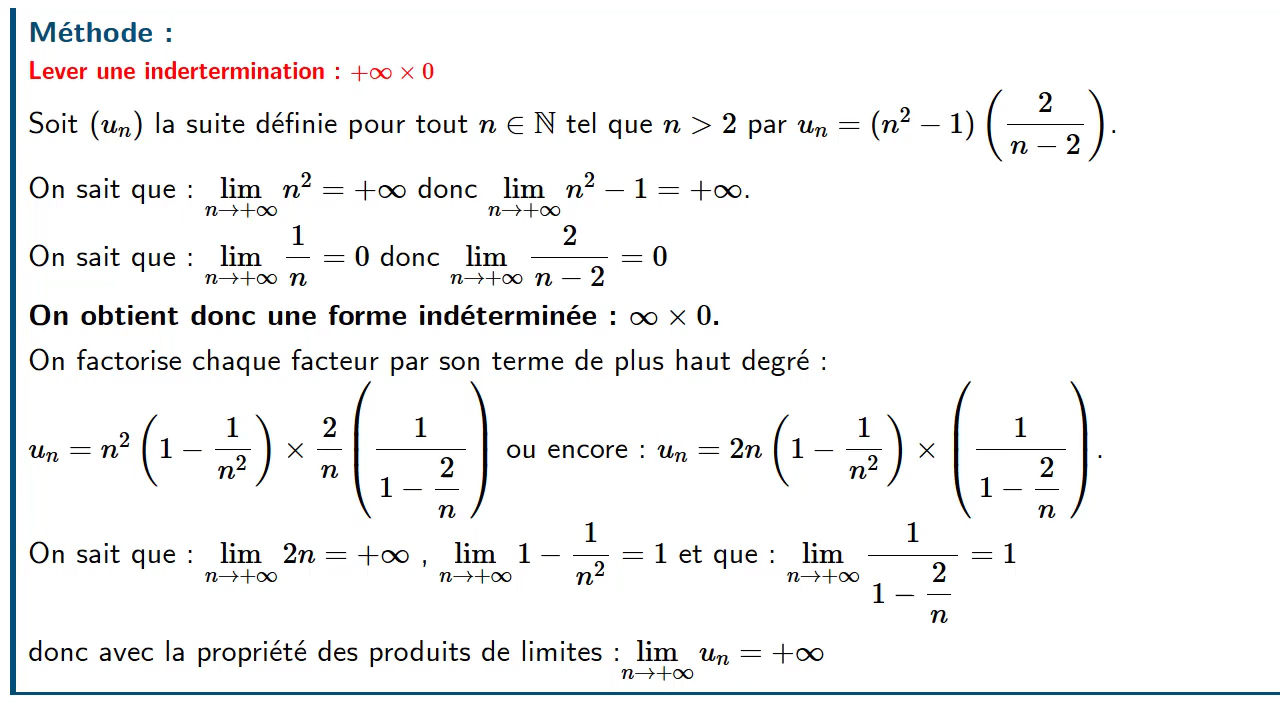 Méthode :
Lever une indertermination : +∞ × 0
Soit (uₙ) la suite définie pour tout n ∈ ℕ tel que n > 2 par uₙ = (n² − 1) (2/(n − 2)).
On sait que : lim_{n→+∞} n² = +∞ donc lim_{n→+∞} n² − 1 = +∞.
On sait que : lim_{n→+∞} 1/n = 0 donc lim_{n→+∞} 2/(n − 2) = 0
On obtient donc une forme indéterminée : ∞ × 0.
On factorise chaque facteur par son terme de plus haut degré :
uₙ = n² (1 − 1/n²) × 2/n (1/(1 − 2/n)) ou encore : uₙ = 2n (1 − 1/n²) × (1/(1 − 2/n)).
On sait que : lim_{n→+∞} 2n = +∞ , lim_{n→+∞} 1 − 1/n² = 1 et que : lim_{n→+∞} 1/(1 − 2/n) = 1
donc avec la propriété des produits de limites : lim_{n→+∞} uₙ = +∞